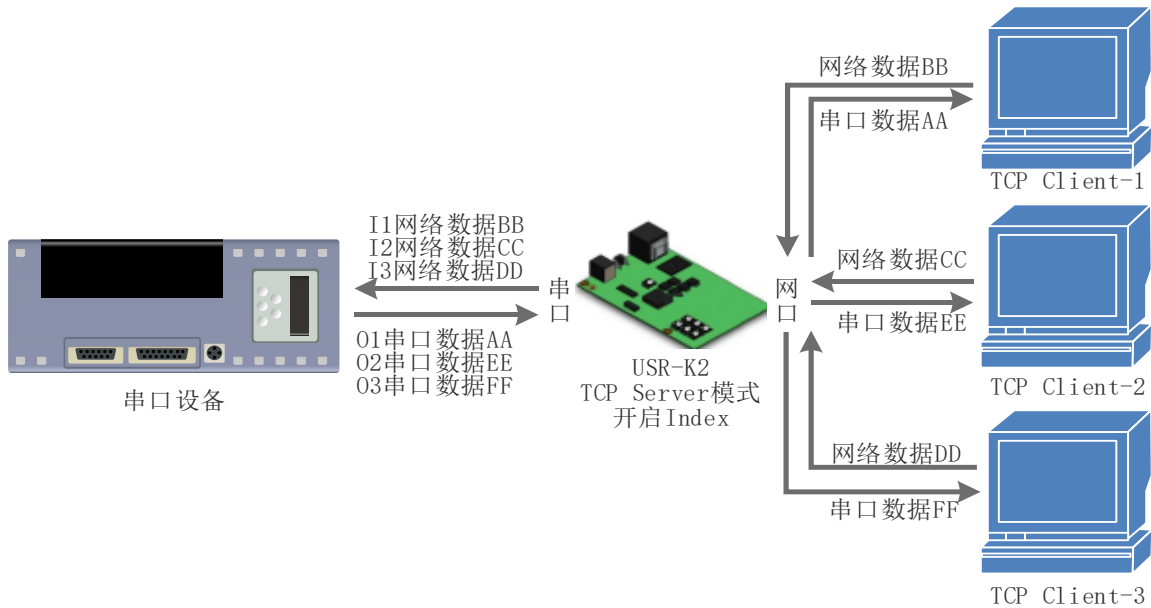 网络数据BB
串口数据AA
TCP Client-1
I1网络数据BB
I2网络数据CC
I3网络数据DD
串口
网口
网络数据CC
串口数据EE
O1串口数据AA
O2串口数据EE
O3串口数据FF
串口设备
USR-K2
TCP Server模式
开启Index
TCP Client-2
网络数据DD
串口数据FF
TCP Client-3